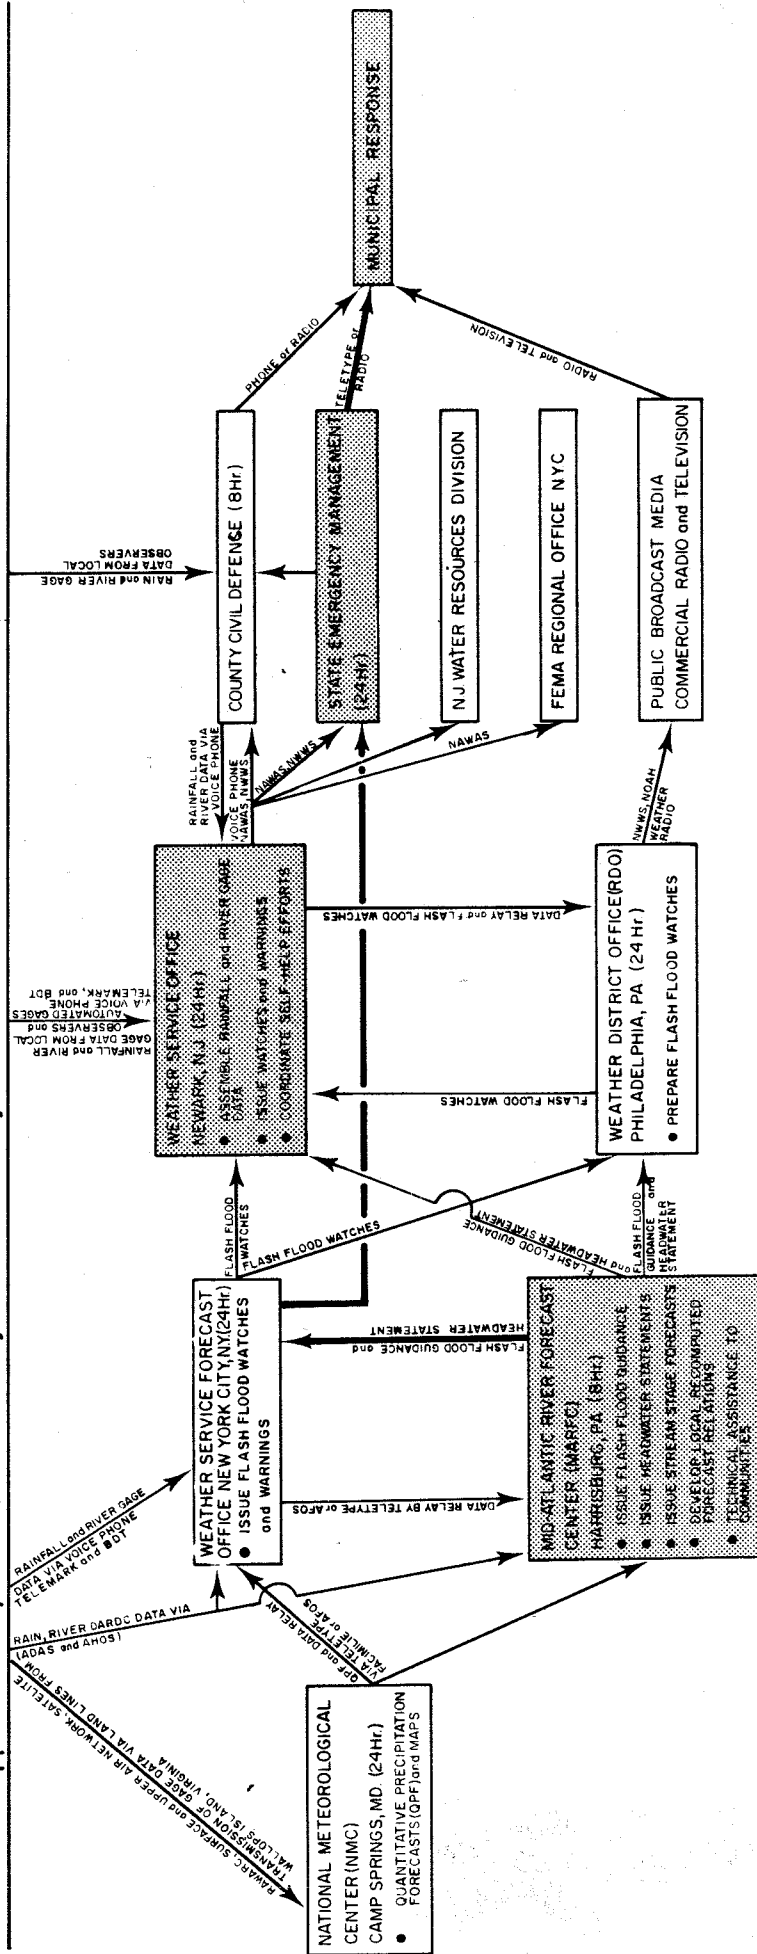 RAWARC, SURFACE and UPPER AIR NETWORK, SATELITE
TRANSMISSION OF GAGE DATA VIA LAND LINES FROM
WALLOPS ISLAND, VIRGINIA
RAIN, RIVER DARDC DATA VIA
(ADAS and AHOS)
RAINFALL and RIVER GAGE
DATA VIA VOICE PHONE
TELEMARK and BDT
NATIONAL METEOROLOGICAL
CENTER (NMC)
CAMP SPRINGS, MD. (24Hr.)
● QUANTITATIVE PRECIPITATION
FORECASTS (QPF) and MAPS
QPF and DATA RELAY
VIA TELETYPE
FACIMILIE or AFOS
WEATHER SERVICE FORECAST
OFFICE NEW YORK CITY, N.Y. (24Hr)
● ISSUE FLASH FLOOD WATCHES
and WARNINGS
DATA RELAY BY TELETYPE or AFOS
FLASH FLOOD GUIDANCE and
HEADWATER STATEMENT
MID-ATLANTIC RIVER FORECAST
CENTER (MARFC)
HARRISBURG, PA (8Hr.)
● ISSUE FLASH FLOOD GUIDANCE
● ISSUE HEADWATER STATEMENTS
● ISSUE STREAM STAGE FORECASTS
● DEVELOP LOCAL RECOMPUTED
FORECAST RELATIONS
● TECHNICAL ASSISTANCE TO
COMMUNITIES
FLASH FLOOD
WATCHES
FLASH FLOOD WATCHES
FLASH FLOOD GUIDANCE
and HEADWATER STATEMENT
FLASH FLOOD
GUIDANCE and
HEADWATER
STATEMENT
RAINFALL and RIVER
GAGE DATA FROM LOCAL
OBSERVERS and
AUTOMATED GAGES
VIA VOICE PHONE
TELEMARK, and BDT
WEATHER SERVICE OFFICE
NEWARK, N.J. (24Hr)
● ASSEMBLE RAINFALL and RIVER GAGE
DATA
● ISSUE WATCHES and WARNINGS
● COORDINATE SELF-HELP EFFORTS
FLASH FLOOD WATCHES
DATA RELAY and FLASH FLOOD WATCHES
WEATHER DISTRICT OFFICE (RDO)
PHILADELPHIA, PA (24 Hr.)
● PREPARE FLASH FLOOD WATCHES
RAINFALL and
RIVER DATA VIA
VOICE PHONE
VOICE PHONE
NAWAS, NWWS
NAWAS, NWWS
NAWAS
NWWS, NOAH
WEATHER
RADIO
RAIN and RIVER GAGE
DATA FROM LOCAL
OBSERVERS
COUNTY CIVIL DEFENSE (8Hr.)
STATE EMERGENCY MANAGEMENT
(24Hr.)
N.J. WATER RESOURCES DIVISION
FEMA REGIONAL OFFICE NYC
PUBLIC BROADCAST MEDIA
COMMERCIAL RADIO and TELEVISION
PHONE or RADIO
TELETYPE or
RADIO
RADIO and TELEVISION
MUNICIPAL RESPONSE